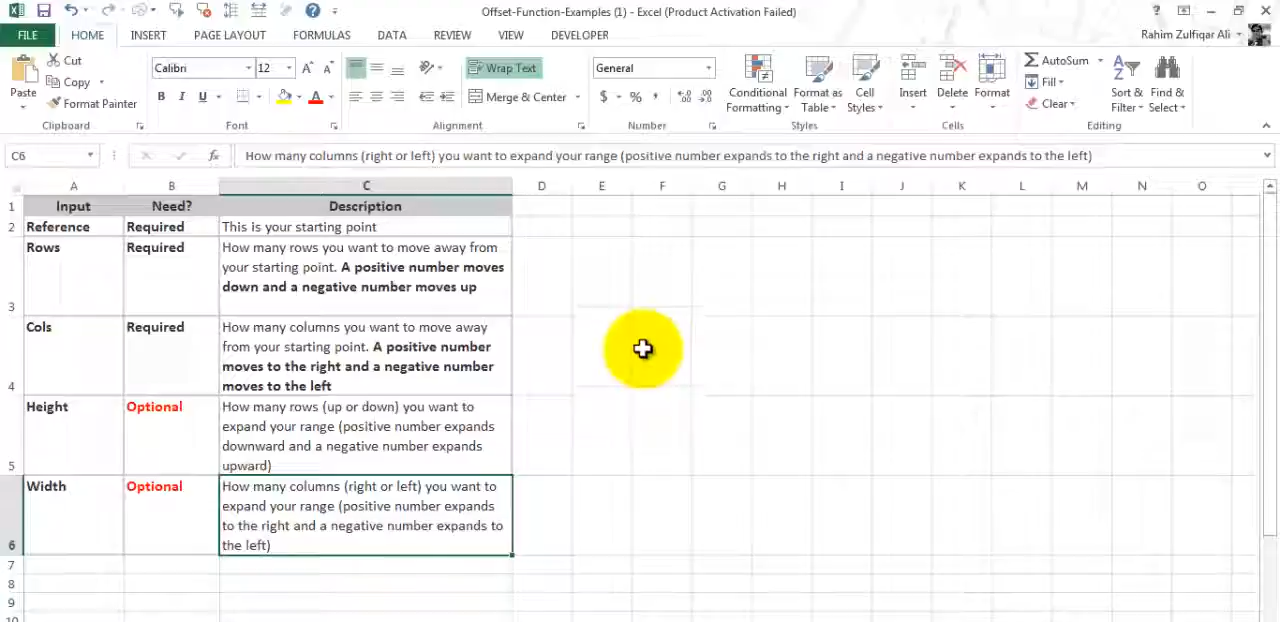 Offset-Function-Examples (1) - Excel (Product Activation Failed)
FILE HOME INSERT PAGE LAYOUT FORMULAS DATA REVIEW VIEW DEVELOPER
Rahim Zulfiqar Ali
Paste
Cut
Copy
Format Painter
Clipboard
Calibri 12
B I U
Font
Wrap Text
Merge & Center
Alignment
General
$ % ,
Number
Conditional Formatting
Format as Table
Cell Styles
Styles
Insert Delete Format
Cells
AutoSum
Fill
Clear
Sort & Filter
Find & Select
Editing
C6
fx
How many columns (right or left) you want to expand your range (positive number expands to the right and a negative number expands to the left)
A B C D E F G H I J K L M N O
1 Input Need? Description
2 Reference Required This is your starting point
Rows Required How many rows you want to move away from
your starting point. A positive number moves
down and a negative number moves up
3
Cols Required How many columns you want to move away
from your starting point. A positive number
moves to the right and a negative number
4 moves to the left
Height Optional How many rows (up or down) you want to
expand your range (positive number expands
downward and a negative number expands
5 upward)
Width Optional How many columns (right or left) you want to
expand your range (positive number expands
to the right and a negative number expands to
6 the left)
7
8
9
10